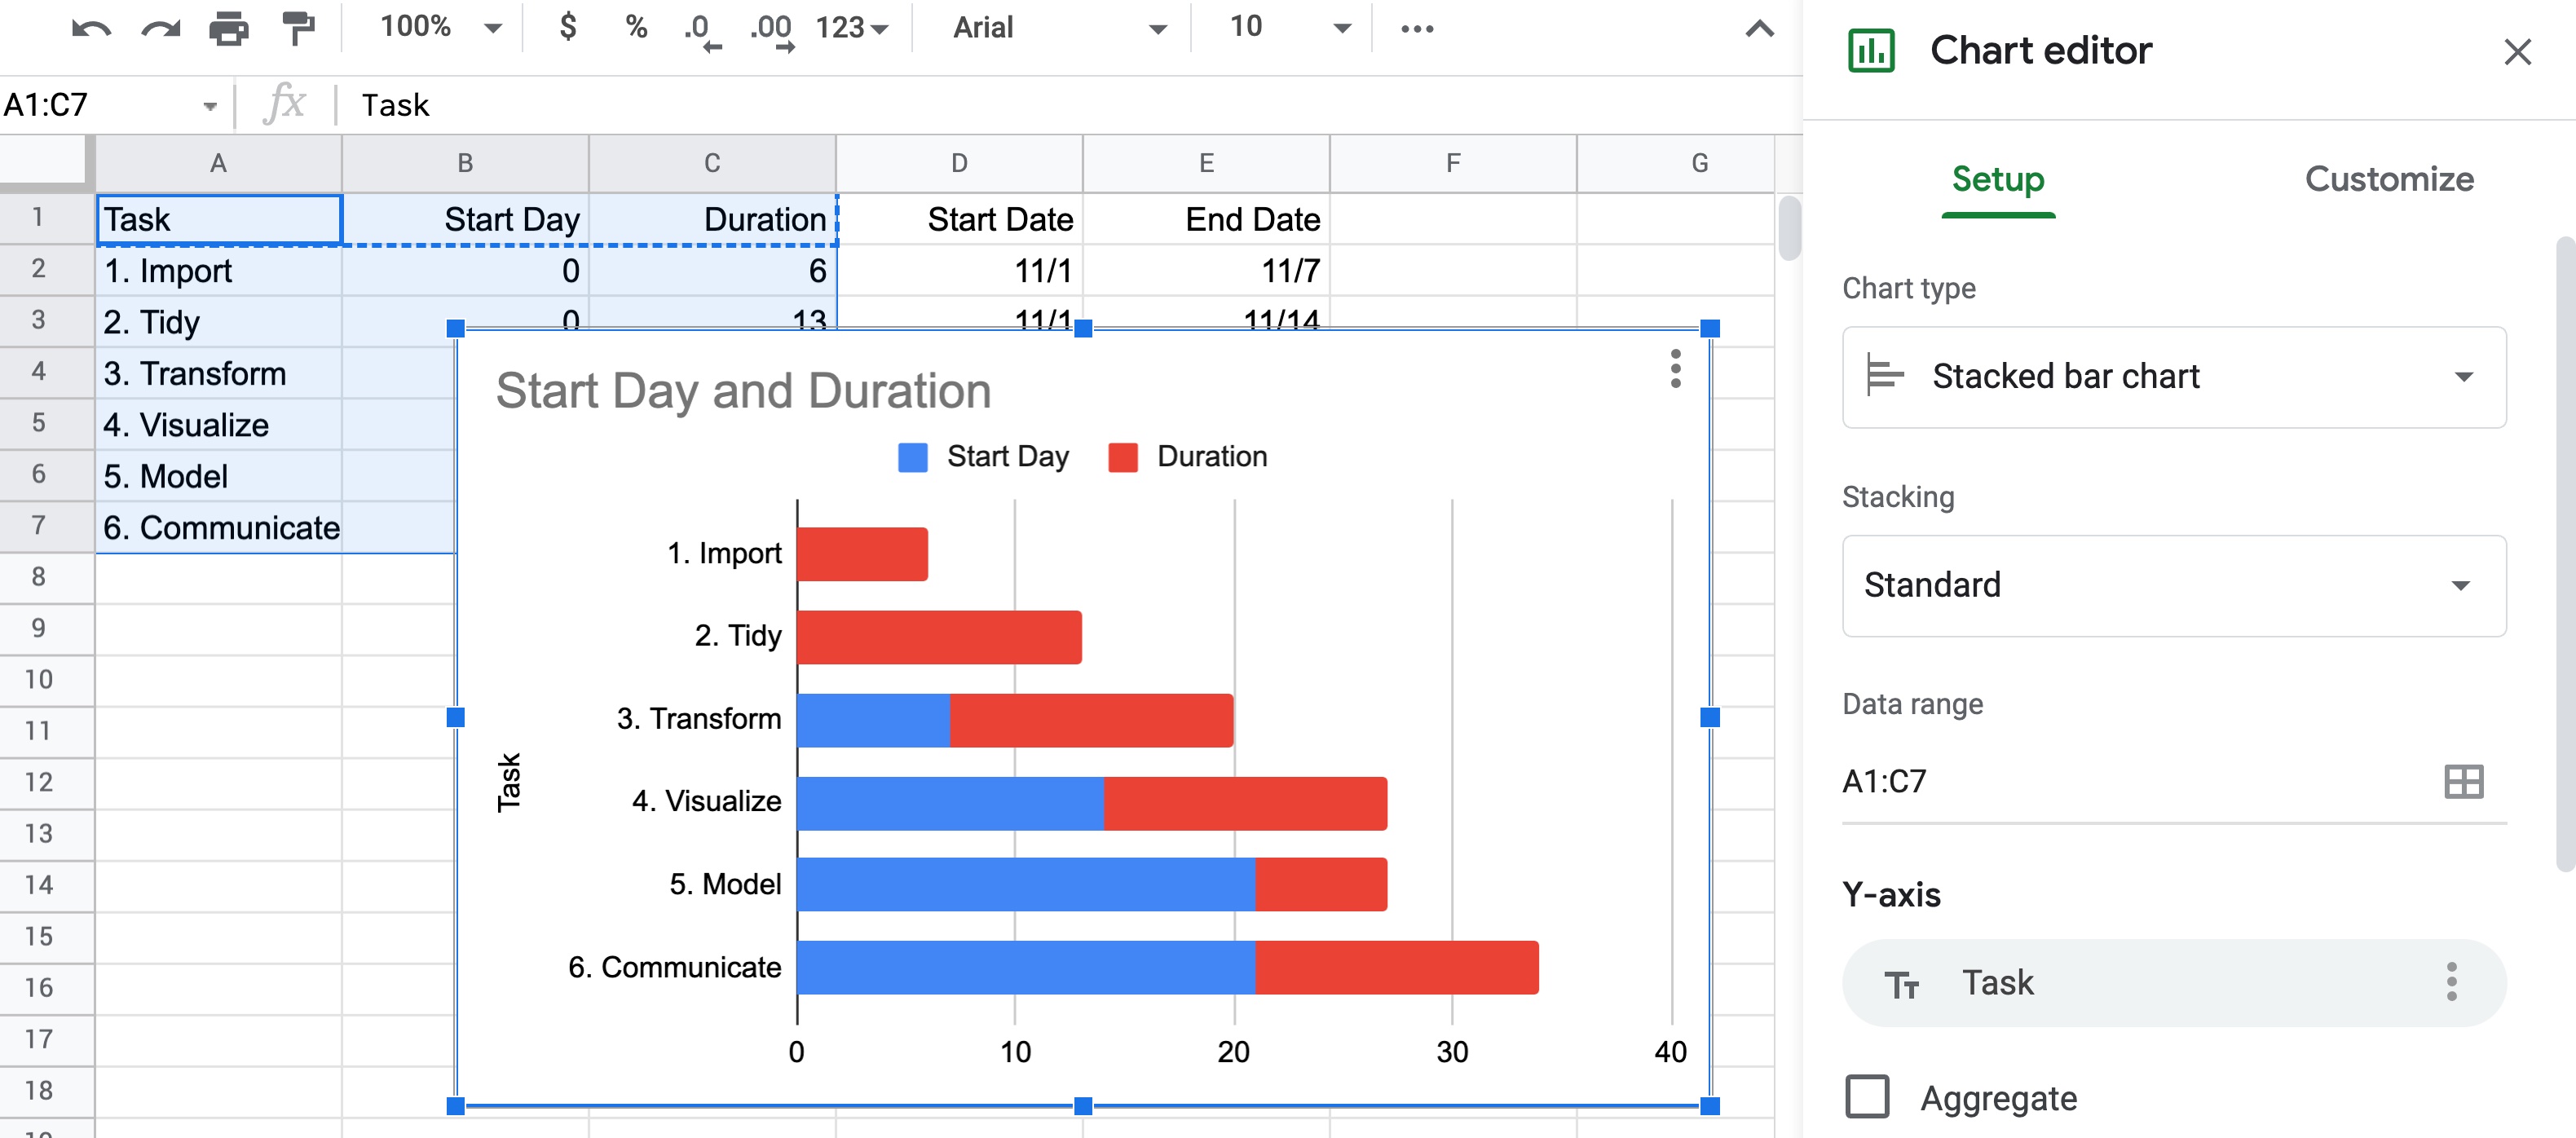 100% $ % .0 .00 123 Arial 10
Chart editor
A1:C7 fx Task
Setup Customize
A B C D E F G
1 Task Start Day Duration Start Date End Date
2 1. Import 0 6 11/1 11/7
3 2. Tidy 0 13 11/1 11/14
4 3. Transform
5 4. Visualize
6 5. Model
7 6. Communicate
8
9
10
11
12
13
14
15
16
17
18
Start Day and Duration
Start Day Duration
Task
1. Import
2. Tidy
3. Transform
4. Visualize
5. Model
6. Communicate
0 10 20 30 40
Chart type
Stacked bar chart
Stacking
Standard
Data range
A1:C7
Y-axis
Tт Task
Aggregate